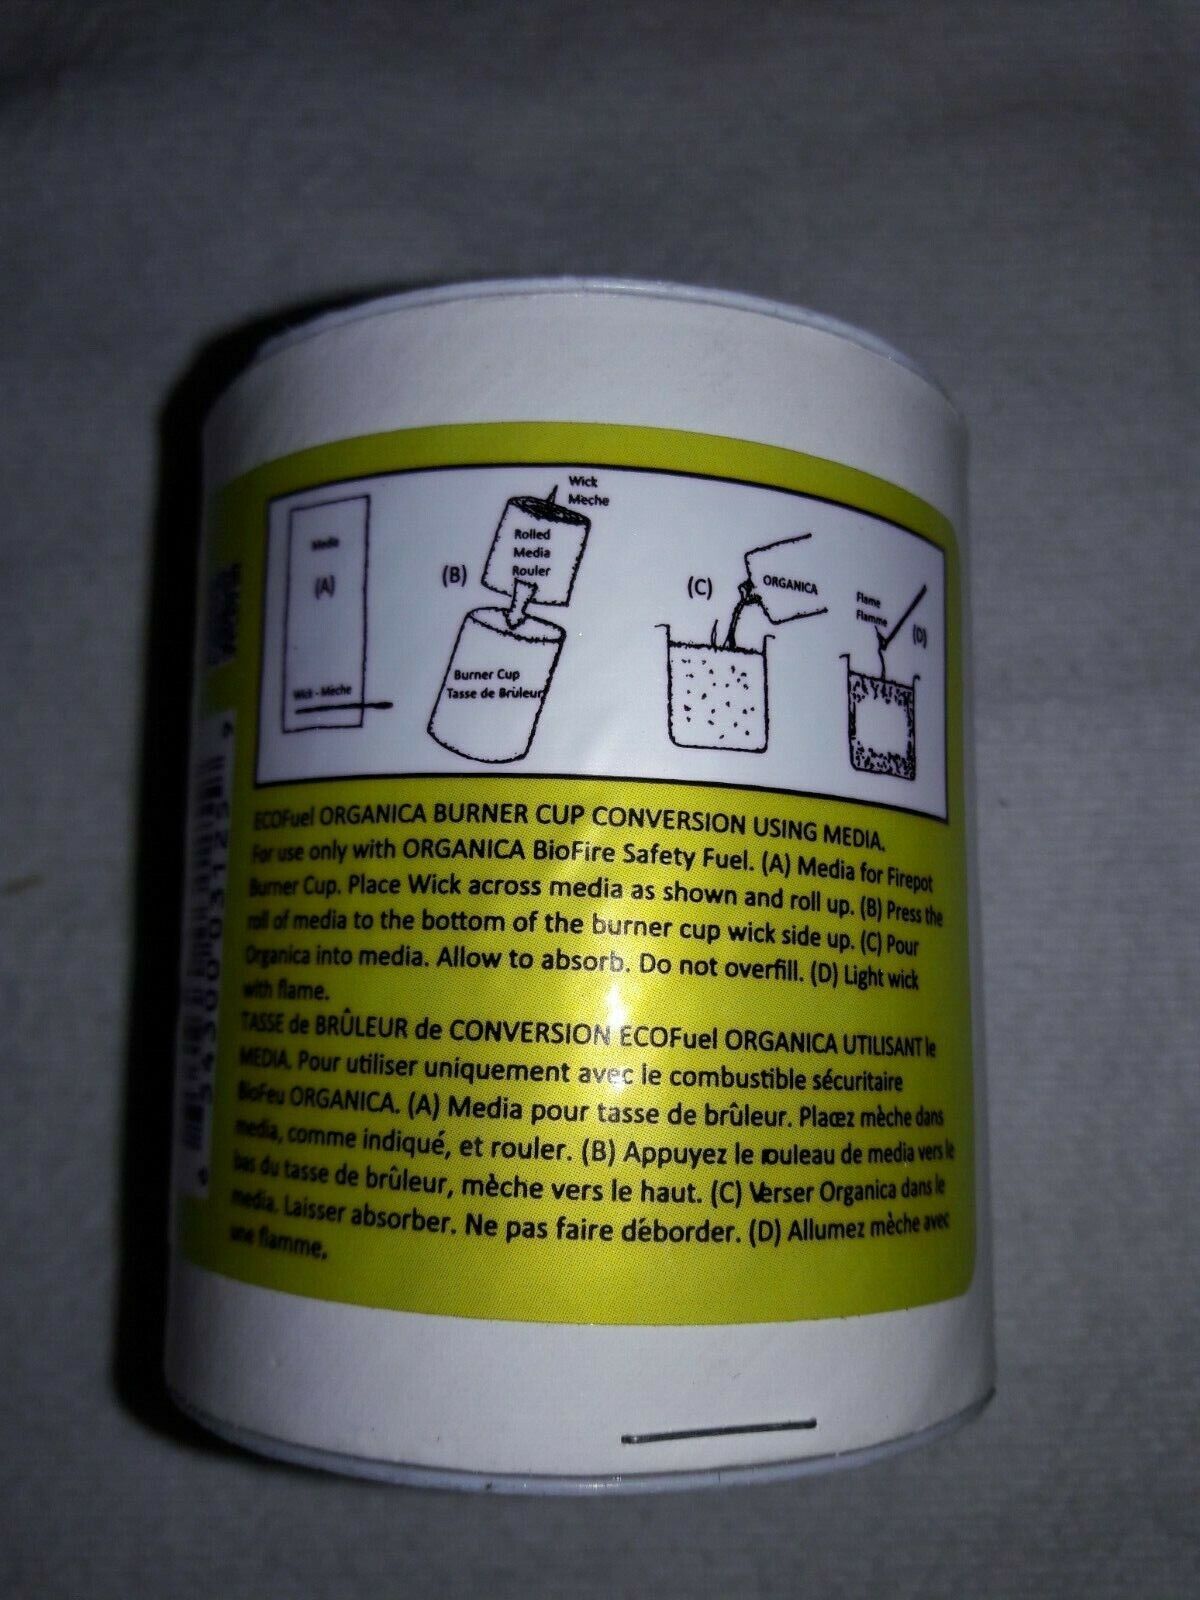 Media
(A)
Wick - Mèche
(B)
Wick
Mèche
Rolled
Media
Rouler
Burner Cup
Tasse de Brùleur
(C)
ORGANICA
Flame
Flamme
(D)
ECOFuel ORGANICA BURNER CUP CONVERSION USING MEDIA.
For use only with ORGANICA BioFire Safety Fuel. (A) Media for Firepot
Burner Cup. Place Wick across media as shown and roll up. (B) Press the
roll of media to the bottom of the burner cup wick side up. (C) Pour
Organica into media. Allow to absorb. Do not overfill. (D) Light wick
with flame.
TASSE de BRÛLEUR de CONVERSION ECOFuel ORGANICA UTILISANT le
MEDIA. Pour utiliser uniquement avec le combustible sécuritaire
BioFeu ORGANICA. (A) Media pour tasse de brûleur. Placez mèche dans
media, comme indiqué, et rouler. (B) Appuyez le rouleau de media vers le
bas du tasse de brûleur, mèche vers le haut. (C) Verser Organica dans le
media. Laisser absorber. Ne pas faire déborder. (D) Allumez mèche avec
une flamme,